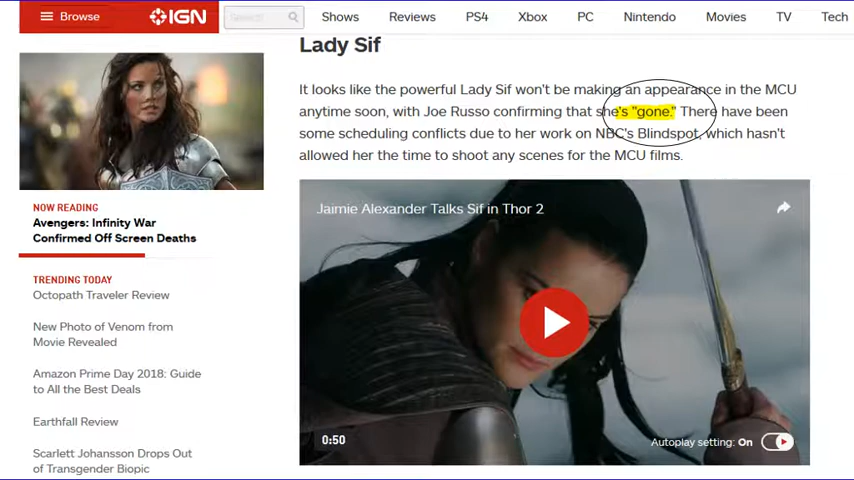 Browse
IGN
Search
Shows
Reviews
PS4
Xbox
PC
Nintendo
Movies
TV
Tech
Lady Sif
It looks like the powerful Lady Sif won't be making an appearance in the MCU
anytime soon, with Joe Russo confirming that she's "gone." There have been
some scheduling conflicts due to her work on NBC's Blindspot, which hasn't
allowed her the time to shoot any scenes for the MCU films.
NOW READING
Avengers: Infinity War
Confirmed Off Screen Deaths
TRENDING TODAY
Octopath Traveler Review
New Photo of Venom from
Movie Revealed
Amazon Prime Day 2018: Guide
to All the Best Deals
Earthfall Review
Scarlett Johansson Drops Out
of Transgender Biopic
Jaimie Alexander Talks Sif in Thor 2
0:50
Autoplay setting: On